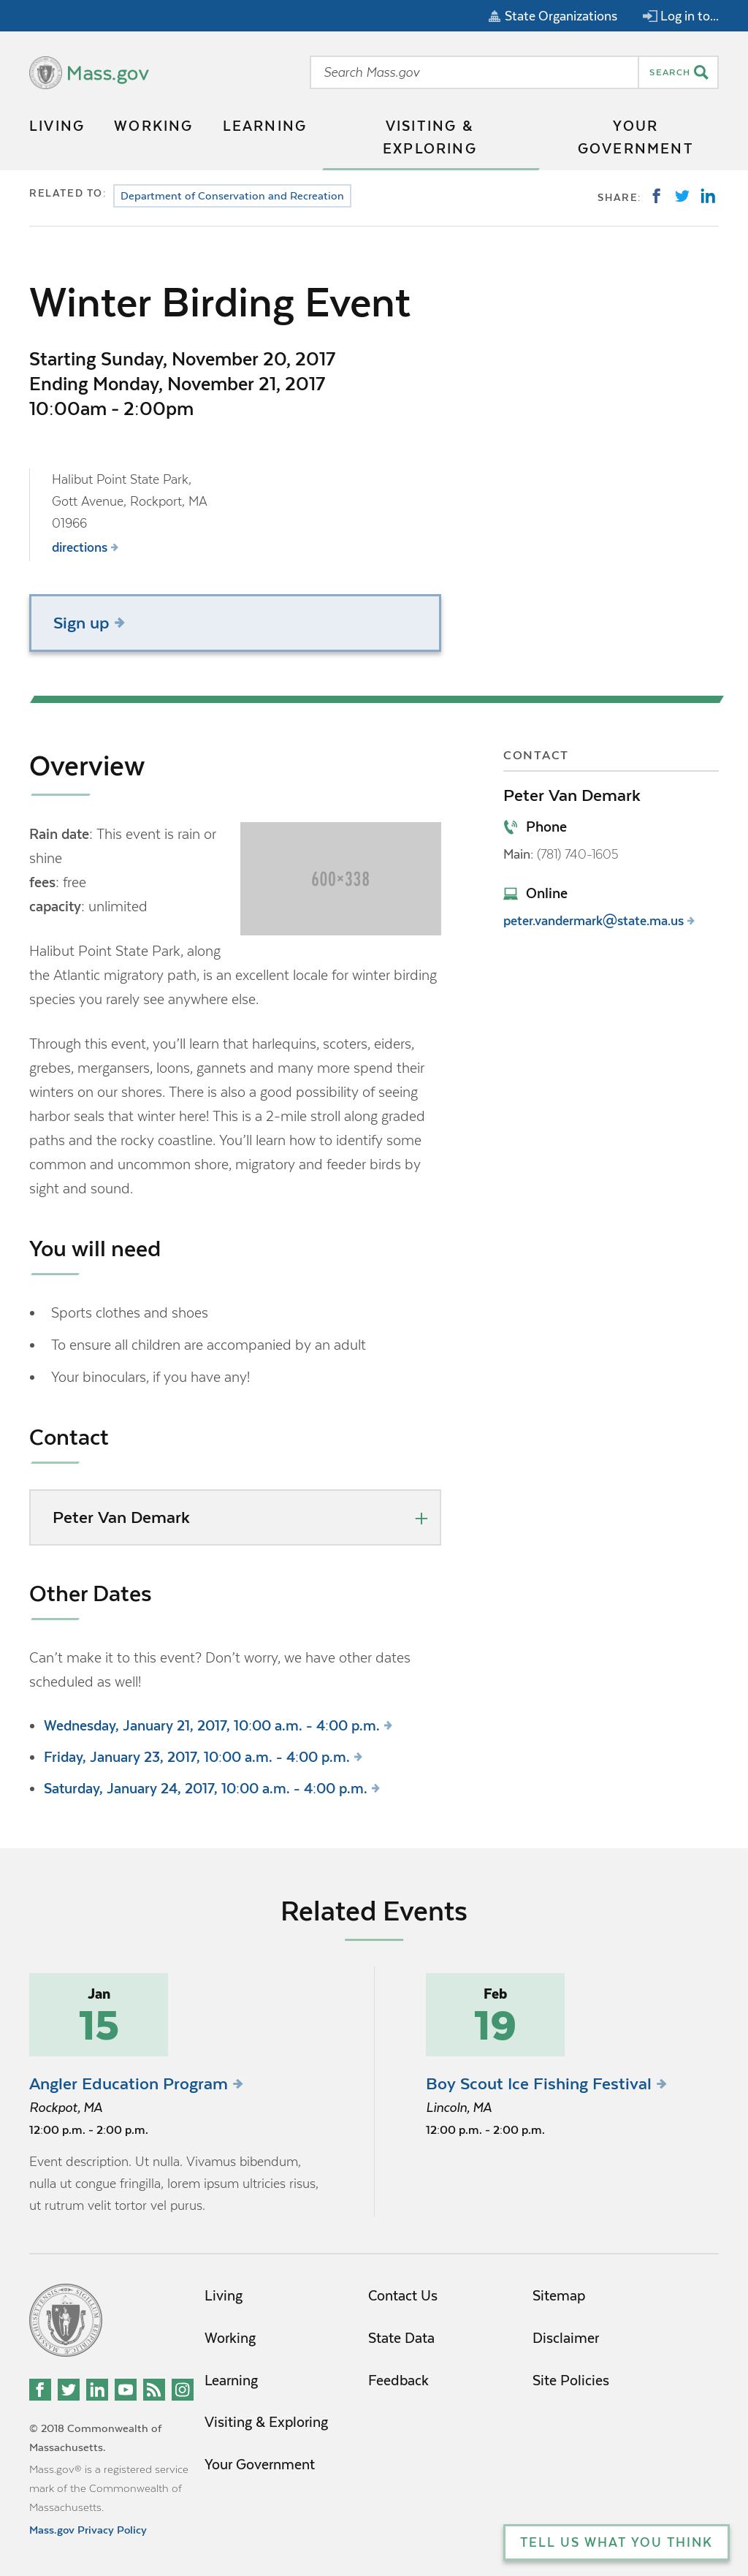 State Organizations
Log in to...
Mass.gov
Search Mass.gov
SEARCH
LIVING
WORKING
LEARNING
VISITING &
EXPLORING
YOUR
GOVERNMENT
RELATED TO:
Department of Conservation and Recreation
SHARE:
Winter Birding Event
Starting Sunday, November 20, 2017
Ending Monday, November 21, 2017
10:00am - 2:00pm
Halibut Point State Park,
Gott Avenue, Rockport, MA
01966
directions
Sign up
Overview
Rain date: This event is rain or
shine
fees: free
capacity: unlimited
600×338
Halibut Point State Park, along
the Atlantic migratory path, is an excellent locale for winter birding
species you rarely see anywhere else.
Through this event, you'll learn that harlequins, scoters, eiders,
grebes, mergansers, loons, gannets and many more spend their
winters on our shores. There is also a good possibility of seeing
harbor seals that winter here! This is a 2-mile stroll along graded
paths and the rocky coastline. You'll learn how to identify some
common and uncommon shore, migratory and feeder birds by
sight and sound.
You will need
• Sports clothes and shoes
• To ensure all children are accompanied by an adult
• Your binoculars, if you have any!
Contact
Peter Van Demark
Other Dates
Can't make it to this event? Don't worry, we have other dates
scheduled as well!
• Wednesday, January 21, 2017, 10:00 a.m. - 4:00 p.m.
• Friday, January 23, 2017, 10:00 a.m. - 4:00 p.m.
• Saturday, January 24, 2017, 10:00 a.m. - 4:00 p.m.
CONTACT
Peter Van Demark
Phone
Main: (781) 740-1605
Online
peter.vandermark@state.ma.us
Related Events
Jan
15
Angler Education Program
Rockpot, MA
12:00 p.m. - 2:00 p.m.
Event description. Ut nulla. Vivamus bibendum,
nulla ut congue fringilla, lorem ipsum ultricies risus,
ut rutrum velit tortor vel purus.
Feb
19
Boy Scout Ice Fishing Festival
Lincoln, MA
12:00 p.m. - 2:00 p.m.
© 2018 Commonwealth of
Massachusetts.
Mass.gov® is a registered service
mark of the Commonwealth of
Massachusetts.
Mass.gov Privacy Policy
Living
Working
Learning
Visiting & Exploring
Your Government
Contact Us
State Data
Feedback
Sitemap
Disclaimer
Site Policies
TELL US WHAT YOU THINK